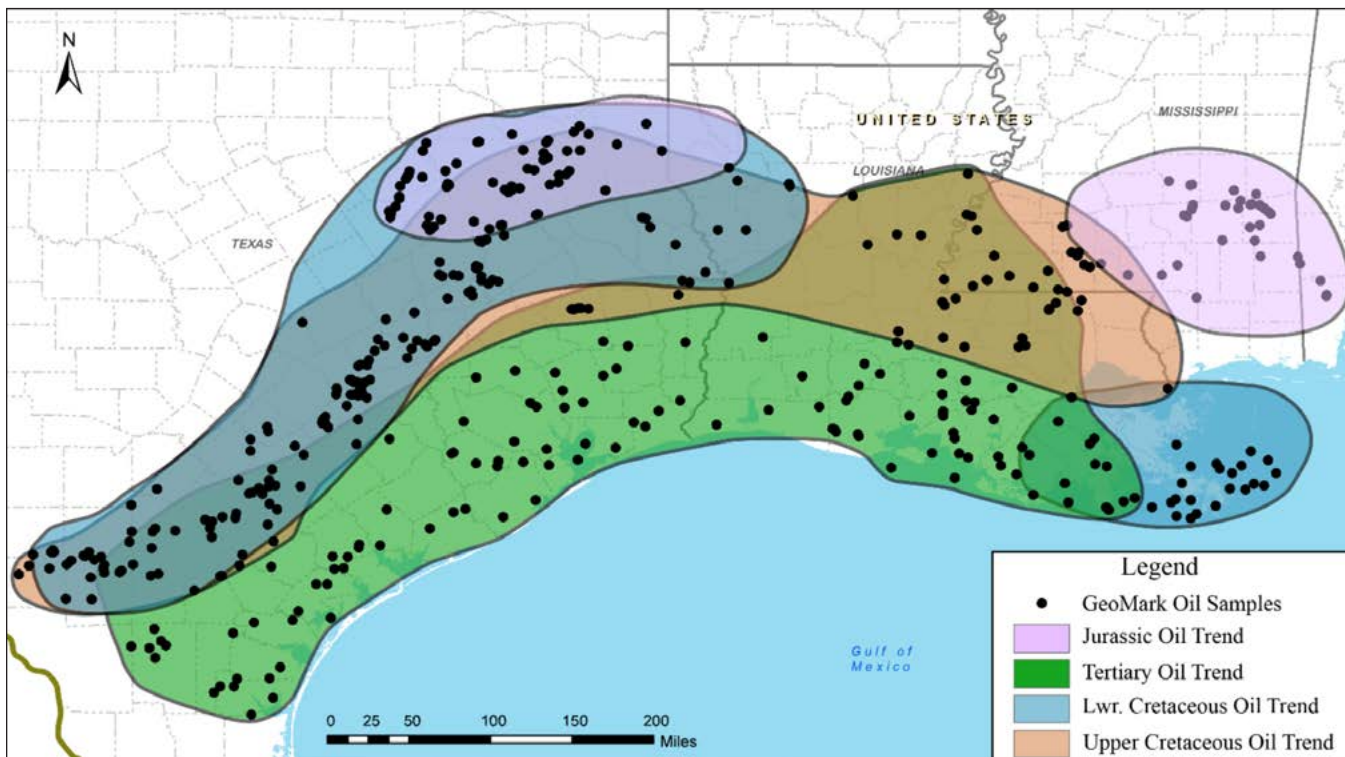 N
MISSISSIPPI
UNITED STATES
LOUISIANA
TEXAS
Gulf of
Mexico
0 25 50 100 150 200
Miles
Legend
GeoMark Oil Samples
Jurassic Oil Trend
Tertiary Oil Trend
Lwr. Cretaceous Oil Trend
Upper Cretaceous Oil Trend